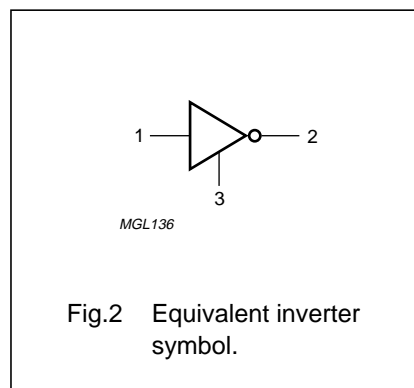 1
2
3
MGL136
Fig.2 Equivalent inverter
symbol.